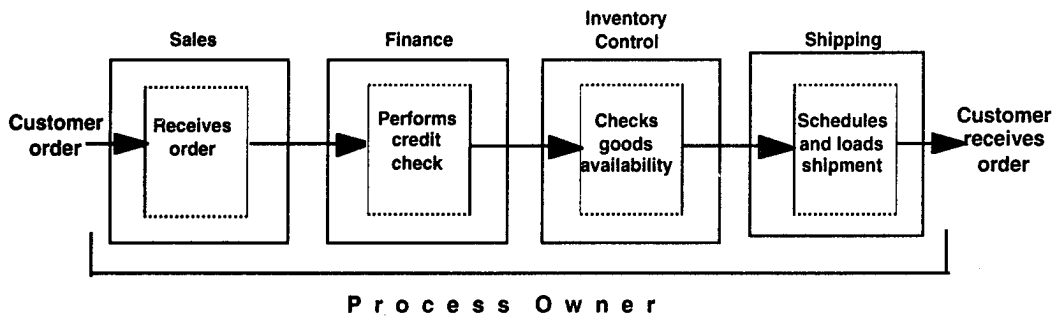 Sales
Finance
Inventory
Control
Shipping
Customer
order
Receives
order
Performs
credit
check
Checks
goods
availability
Schedules
and loads
shipment
Customer
receives
order
Process Owner